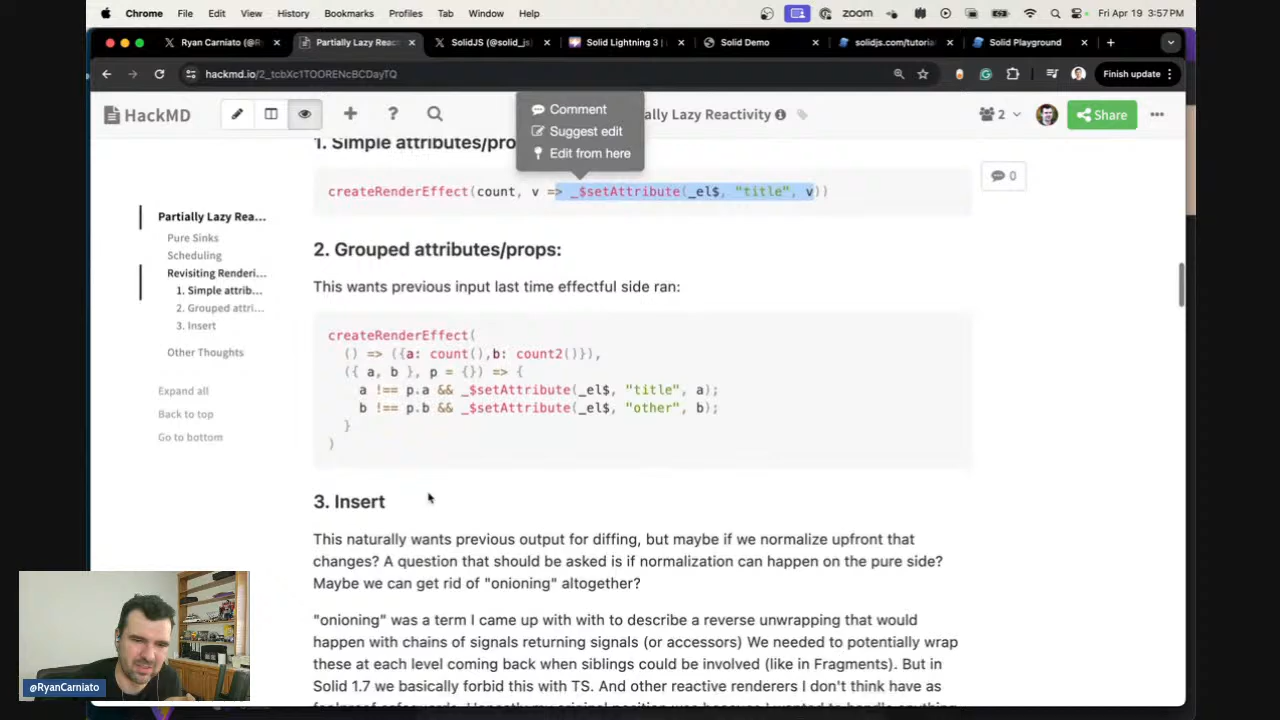 Chrome File Edit View History Bookmarks Profiles Tab Window Help zoom Fri Apr 19 3:57PM
Ryan Carniato (@R Partially Lazy Reac SolidJS (@solid_js) Solid Lightning 3 | Solid Demo solidjs.com/tutorial Solid Playground
hackmd.io/2_tcbXc1TOORENcBCDayTQ Finish update
HackMD ally Lazy Reactivity 2 Share
Comment
Suggest edit
Edit from here
1. Simple attributes/pro
0
createRenderEffect(count, v => _$setAttribute(_el$, "title", v))
Partially Lazy Rea...
Pure Sinks
Scheduling
Revisiting Renderi...
1. Simple attrib...
2. Grouped attri...
3. Insert
Other Thoughts
Expand all
Back to top
Go to bottom
2. Grouped attributes/props:
This wants previous input last time effectful side ran:
createRenderEffect(
() => ({a: count(),b: count2()}),
({ a, b }, p = {}) => {
a !== p.a && _$setAttribute(_el$, "title", a);
b !== p.b && _$setAttribute(_el$, "other", b);
}
)
3. Insert
This naturally wants previous output for diffing, but maybe if we normalize upfront that
changes? A question that should be asked is if normalization can happen on the pure side?
Maybe we can get rid of "onioning" altogether?
"onioning" was a term I came up with with to describe a reverse unwrapping that would
happen with chains of signals returning signals (or accessors) We needed to potentially wrap
these at each level coming back when siblings could be involved (like in Fragments). But in
Solid 1.7 we basically forbid this with TS. And other reactive renderers I don't think have as
@RyanCarniato